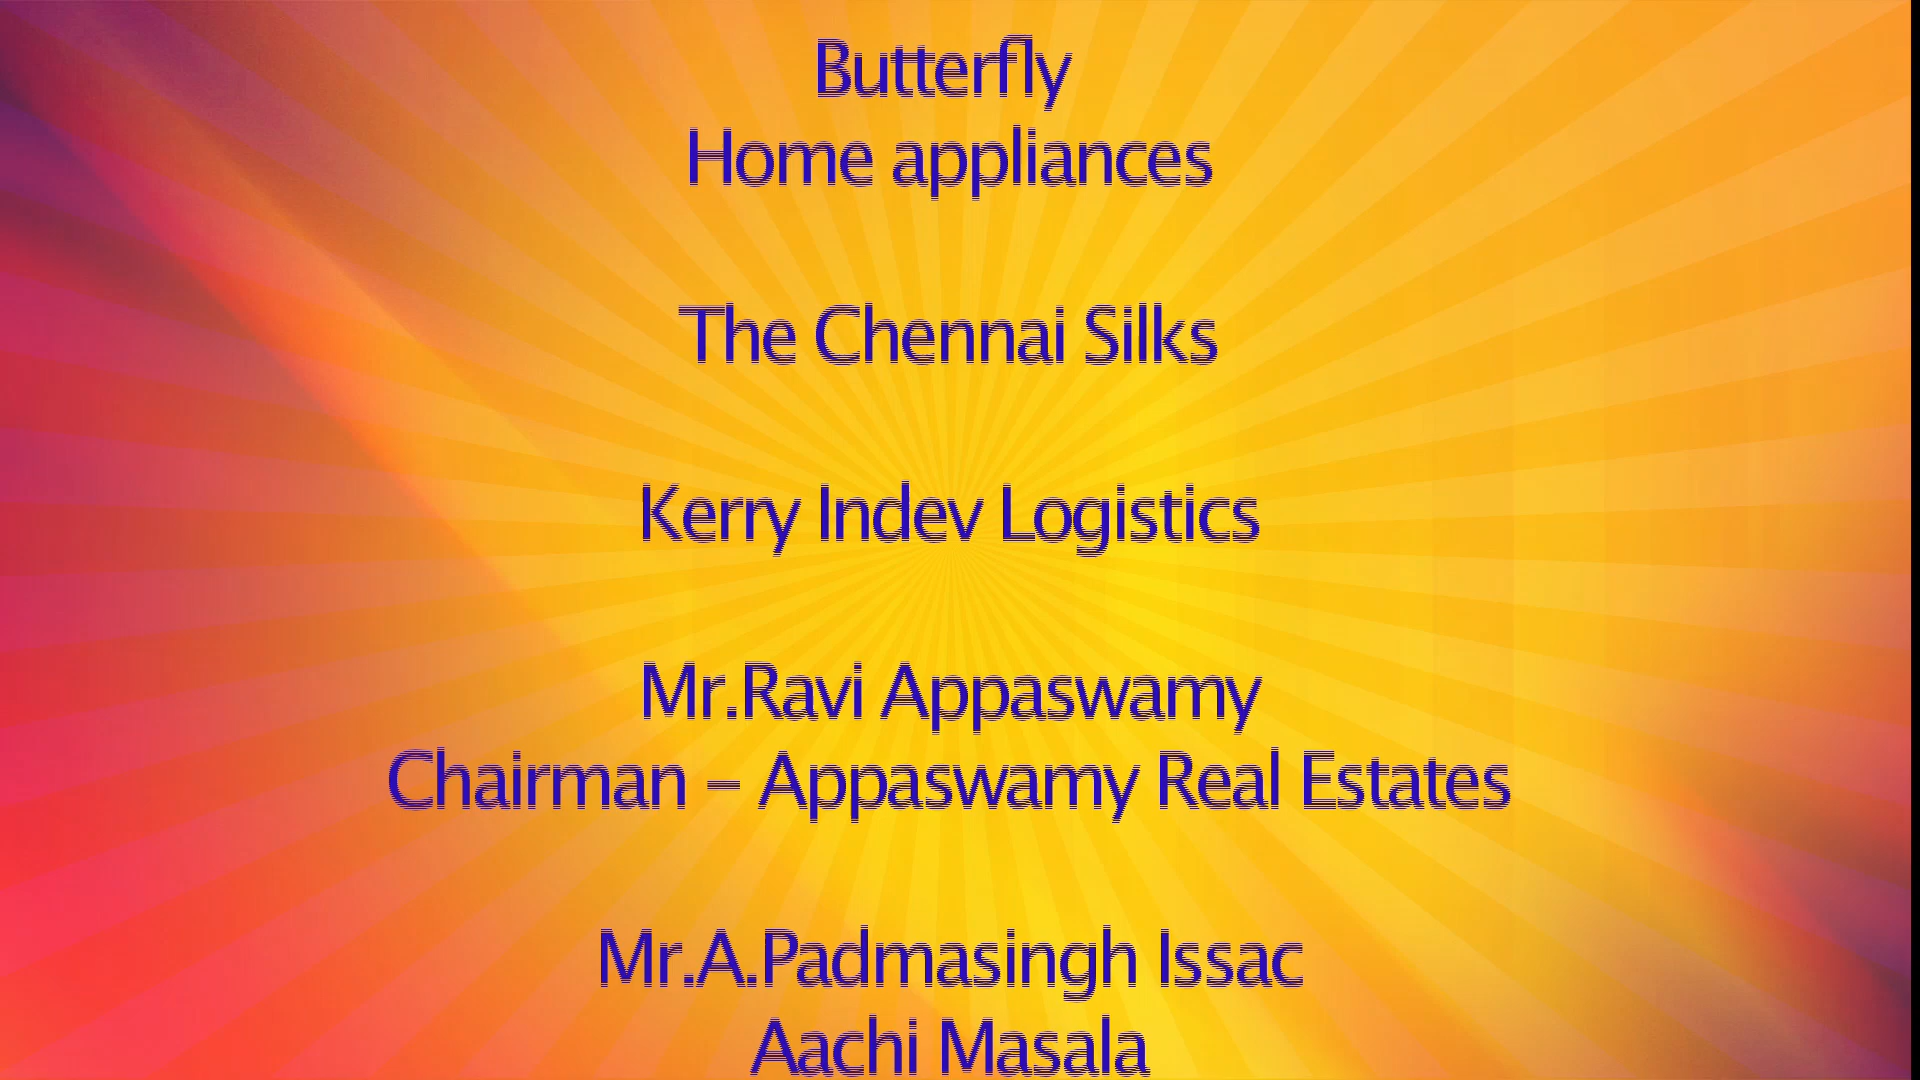 Butterfly
Home appliances
The Chennai Silks
Kerry Indev Logistics
Mr.Ravi Appaswamy
Chairman – Appaswamy Real Estates
Mr.A.Padmasingh Issac
Aachi Masala